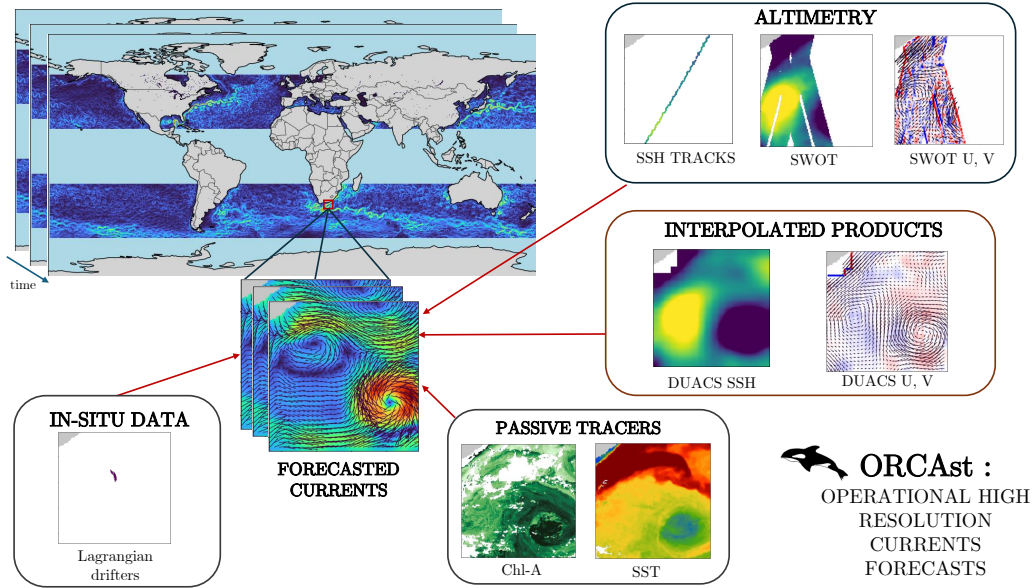 ALTIMETRY
SSH TRACKS
SWOT
SWOT U, V
time
INTERPOLATED PRODUCTS
DUACS SSH
DUACS U, V
IN-SITU DATA
Lagrangian
drifters
FORECASTED
CURRENTS
PASSIVE TRACERS
Chl-A
SST
ORCAst :
OPERATIONAL HIGH
RESOLUTION
CURRENTS
FORECASTS